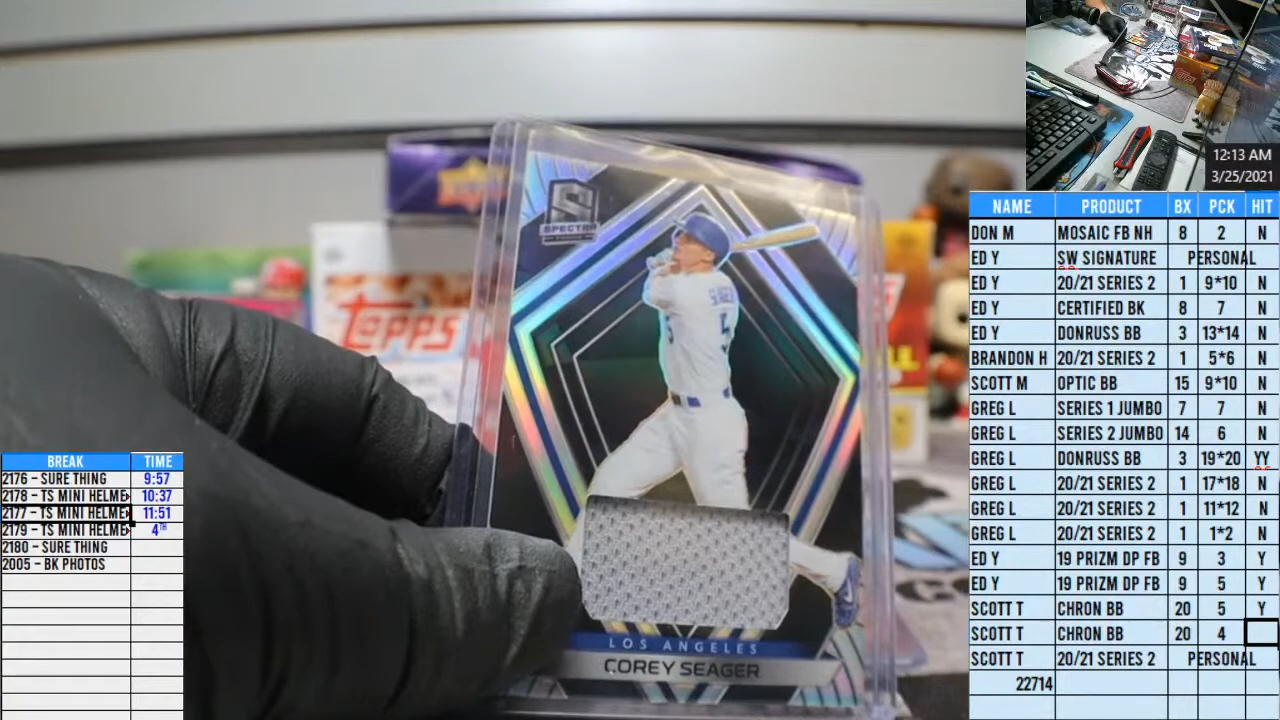 12:13 AM
3/25/2021
NAME PRODUCT BX PCK HIT
DON M MOSAIC FB NH 8 2 N
ED Y SW SIGNATURE PERSONAL
ED Y 20/21 SERIES 2 1 9*10 N
ED Y CERTIFIED BK 8 7 N
ED Y DONRUSS BB 3 13*14 N
BRANDON H 20/21 SERIES 2 1 5*6 N
SCOTT M OPTIC BB 15 9*10 N
GREG L SERIES 1 JUMBO 7 7 N
GREG L SERIES 2 JUMBO 14 6 N
GREG L DONRUSS BB 3 19*20 YY
GREG L 20/21 SERIES 2 1 17*18 N
GREG L 20/21 SERIES 2 1 11*12 N
GREG L 20/21 SERIES 2 1 1*2 N
ED Y 19 PRIZM DP FB 9 3 Y
ED Y 19 PRIZM DP FB 9 5 Y
SCOTT T CHRON BB 20 5 Y
SCOTT T CHRON BB 20 4
SCOTT T 20/21 SERIES 2 PERSONAL
22714
SPECTRA
TOPPS
SEAGER
5
LOS ANGELES
COREY SEAGER
BREAK TIME
2176 – SURE THING 9:57
2178 – TS MINI HELME 10:37
2177 – TS MINI HELME 11:51
2179 – TS MINI HELME 4TH
2180 – SURE THING
2005 – BK PHOTOS